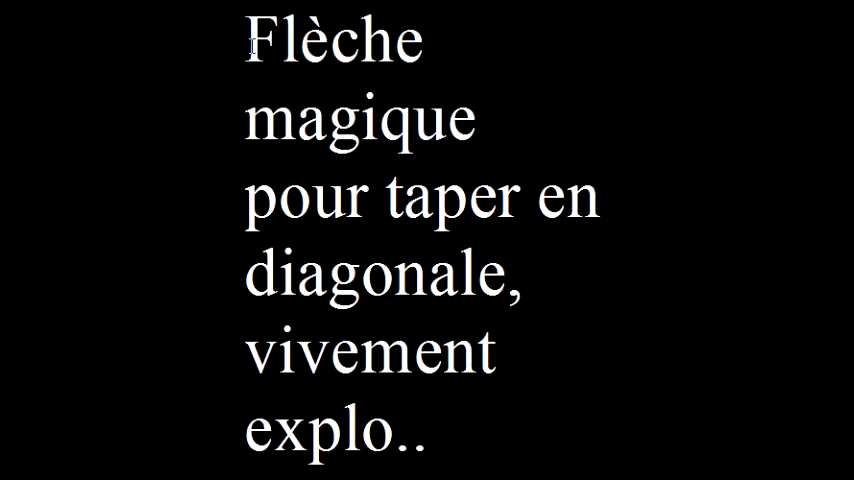 Flèche
magique
pour taper en
diagonale,
vivement
explo..